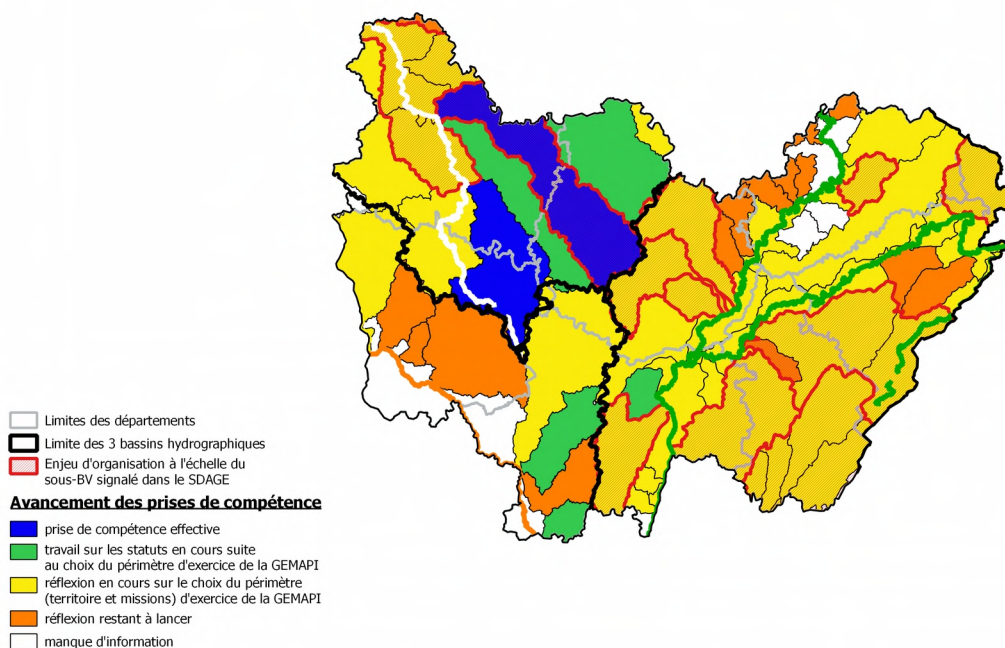 Limites des départements
Limite des 3 bassins hydrographiques
Enjeu d'organisation à l'échelle du
sous-BV signalé dans le SDAGE
Avancement des prises de compétence
prise de compétence effective
travail sur les statuts en cours suite
au choix du périmètre d'exercice de la GEMAPI
réflexion en cours sur le choix du périmètre
(territoire et missions) d'exercice de la GEMAPI
réflexion restant à lancer
manque d'information